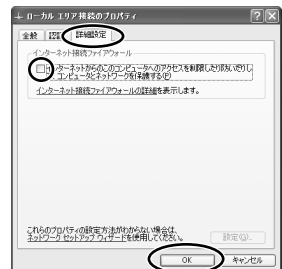 ローカル エリア接続のプロパティ
全般 認証 詳細設定
インターネット接続ファイアウォール
インターネットからのこのコンピュータへのアクセスを制限したり防いだりして、コンピュータとネットワークを保護する(P)
インターネット接続ファイアウォールの詳細を表示します。
これらのプロパティの設定方法がわからない場合は、
ネットワーク セットアップ ウィザードを使用してください。
設定(G)...
OK キャンセル